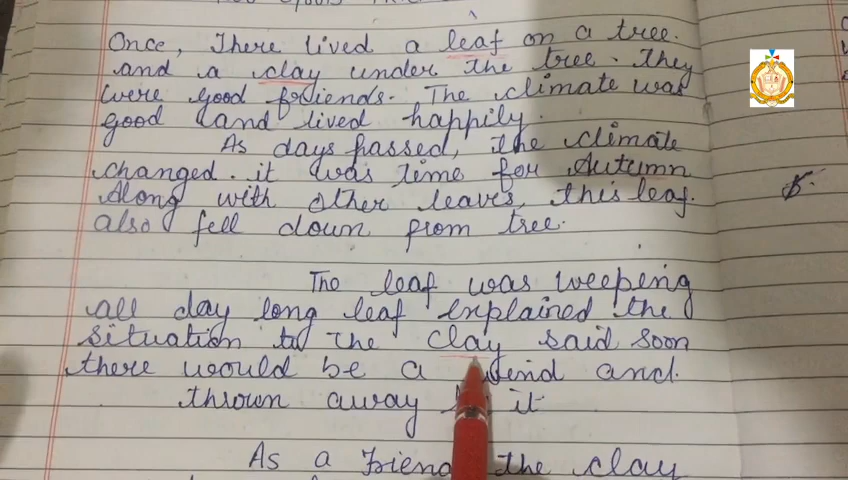 Once, There lived a leaf on a tree.
and a clay under the tree. They
were good friends. The climate was
good and lived happily.
As days passed, the climate
changed. it was time for Autumn
Along with other leaves, this leaf.
also fell down from tree.
The leaf was weeping
all day long leaf explained the
situation to the clay said soon
there would be a wind and.
thrown away it
As a friend the clay